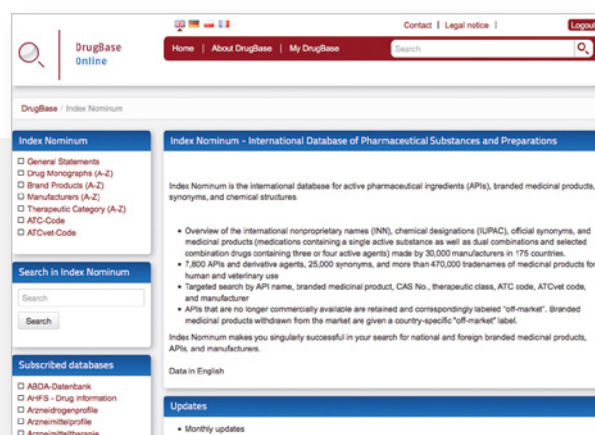 Contact | Legal notice |
Logout
DrugBase
Online
Home | About DrugBase | My DrugBase
Search
DrugBase / Index Nominum
Index Nominum
General Statements
Drug Monographs (A-Z)
Brand Products (A-Z)
Manufacturers (A-Z)
Therapeutic Category (A-Z)
ATC-Code
ATCvet-Code
Search in Index Nominum
Search
Search
Subscribed databases
ABDA-Datenbank
AHFS - Drug Information
Arzneidrogenprofile
Arzneimittelprofile
Arzneimitteltherapie
Index Nominum - International Database of Pharmaceutical Substances and Preparations
Index Nominum is the international database for active pharmaceutical ingredients (APIs), branded medicinal products,
synonyms, and chemical structures.
• Overview of the international nonproprietary names (INN), chemical designations (IUPAC), official synonyms, and
medicinal products (medications containing a single active substance as well as dual combinations and selected
combination drugs containing three or four active agents) made by 30,000 manufacturers in 175 countries.
• 7,800 APIs and derivative agents, 25,000 synonyms, and more than 470,000 tradenames of medicinal products for
human and veterinary use
• Targeted search by API name, branded medicinal product, CAS No., therapeutic class, ATC code, ATCvet code,
and manufacturer
• APIs that are no longer commercially available are retained and correspondingly labeled "off-market". Branded
medicinal products withdrawn from the market are given a country-specific "off-market" label.
Index Nominum makes you singularly successful in your search for national and foreign branded medicinal products,
APIs, and manufacturers.
Data in English
Updates
• Monthly updates